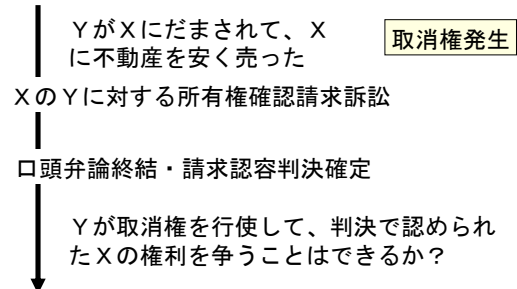 ＹがＸにだまされて、Ｘ
に不動産を安く売った
取消権発生
ＸのＹに対する所有権確認請求訴訟
口頭弁論終結・請求認容判決確定
Ｙが取消権を行使して、判決で認められ
たＸの権利を争うことはできるか？